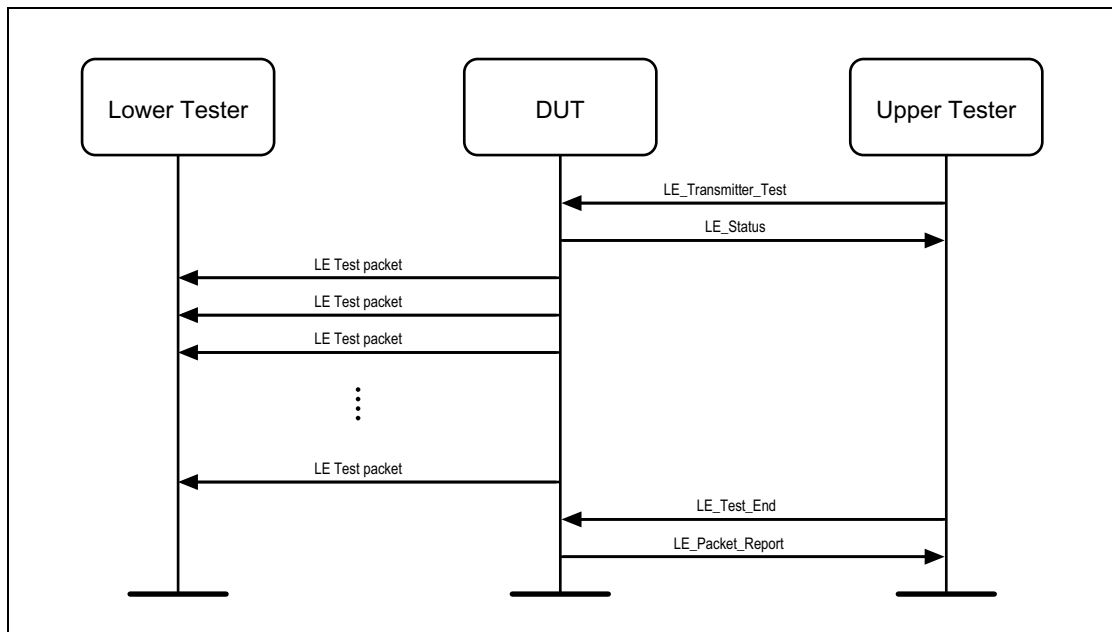 Lower Tester
DUT
Upper Tester
LE_Transmitter_Test
LE_Status
LE Test packet
LE Test packet
LE Test packet
LE Test packet
LE_Test_End
LE_Packet_Report